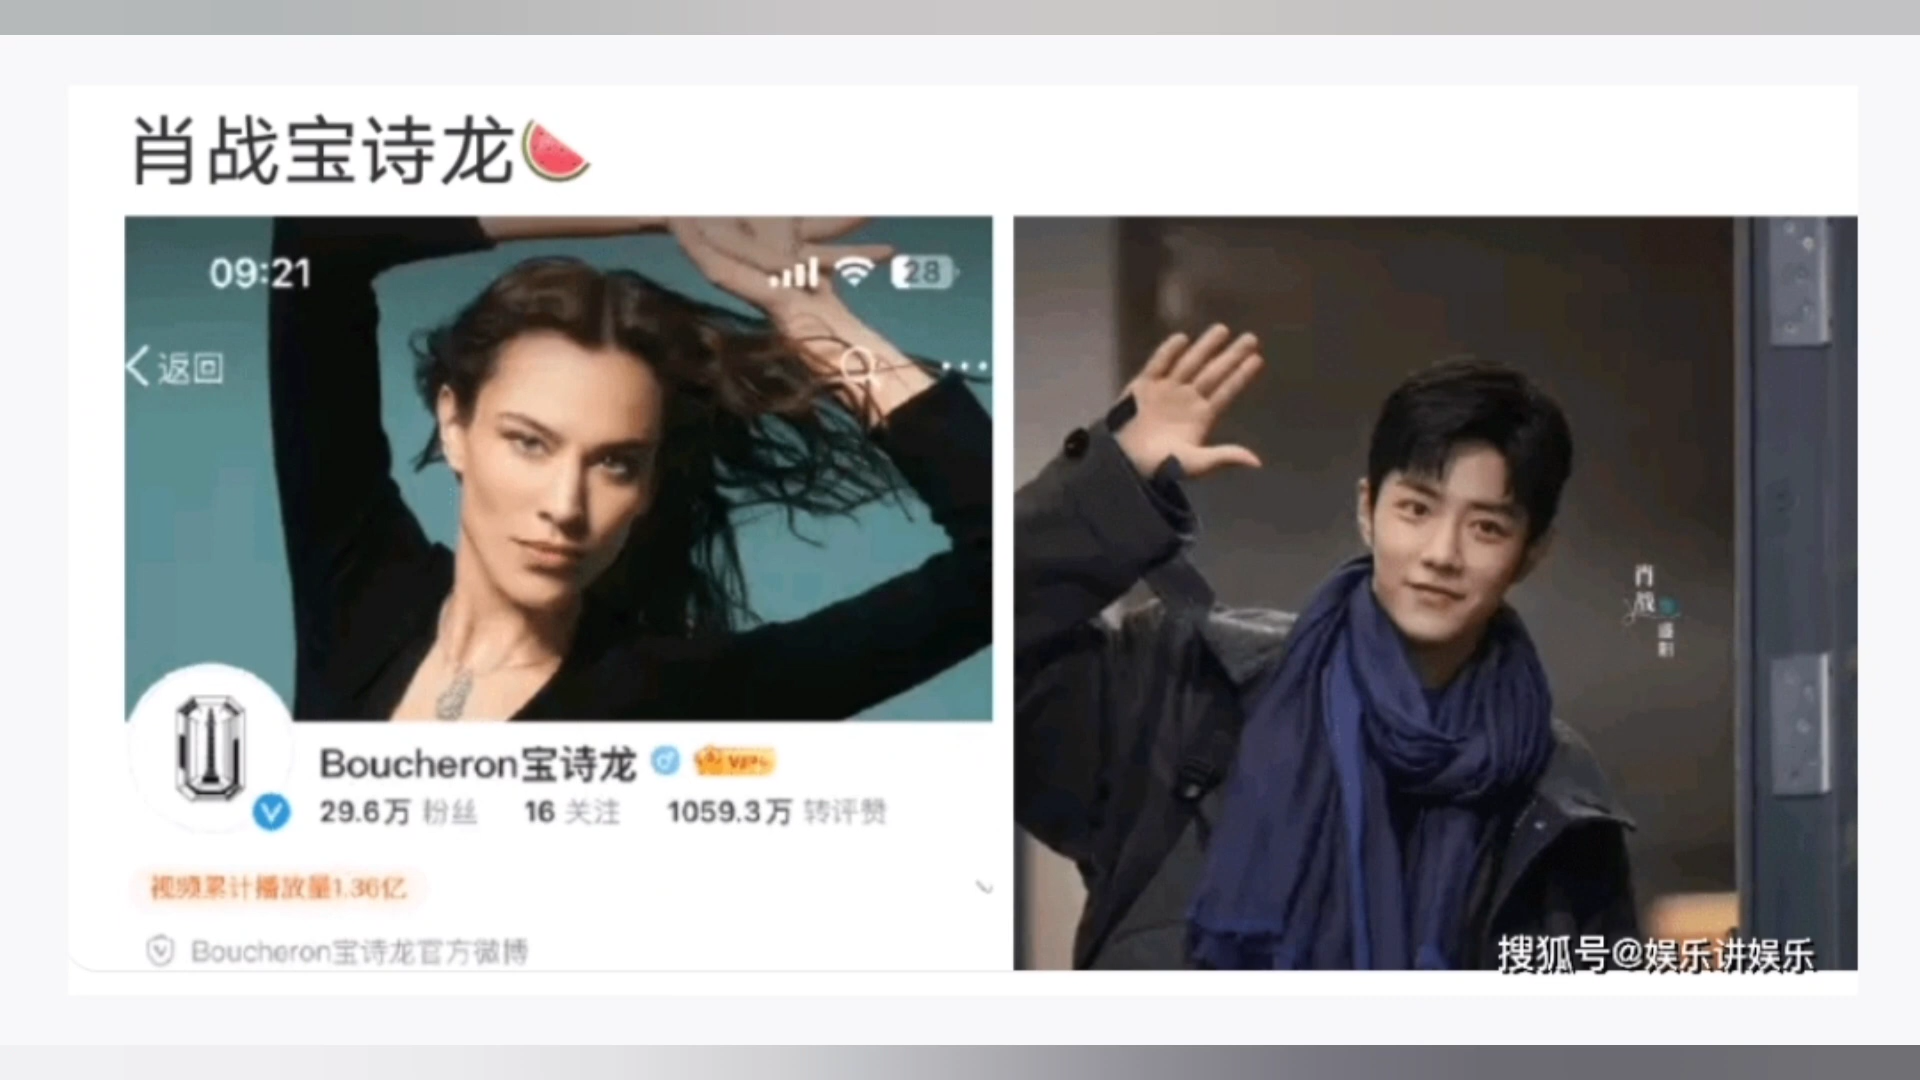 肖战宝诗龙🍉
09:21
28
返回
Boucheron宝诗龙
VIP
29.6万 粉丝 16 关注 1059.3万 转评赞
视频累计播放量1.36亿
Boucheron宝诗龙官方微博
肖
战
搜狐号@娱乐讲娱乐